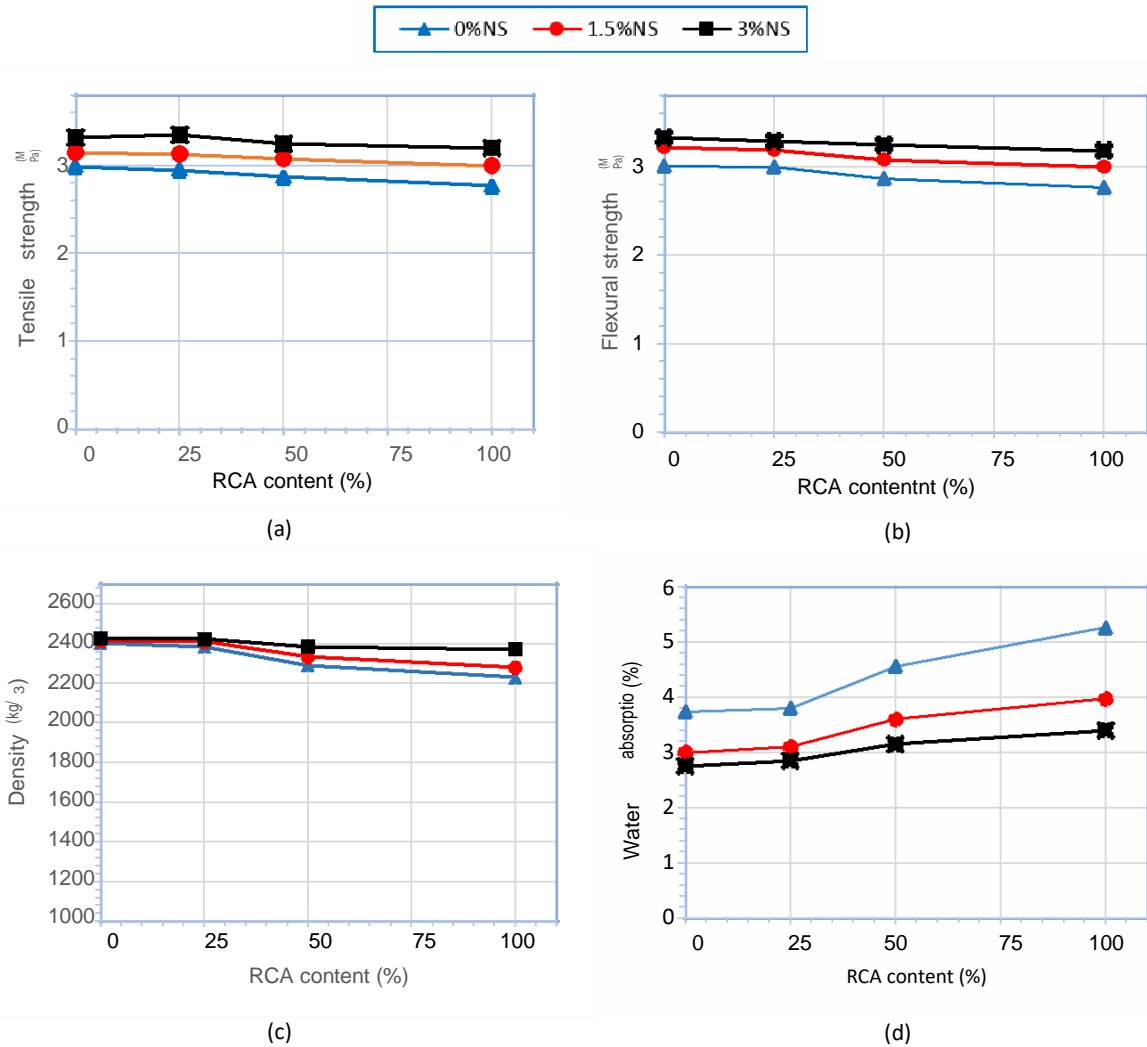 0%NS 1.5%NS 3%NS
Tensile strength (M Pa)
3
2
1
0
0 25 50 75 100
RCA content (%)
(a)
Flexural strength (M Pa)
3
2
1
0
0 25 50 75 100
RCA contentnt (%)
(b)
Density (kg/ 3)
2600
2400
2200
2000
1800
1600
1400
1200
1000
0 25 50 75 100
RCA content (%)
(c)
Water absorptio (%)
6
5
4
3
2
1
0
0 25 50 75 100
RCA content (%)
(d)